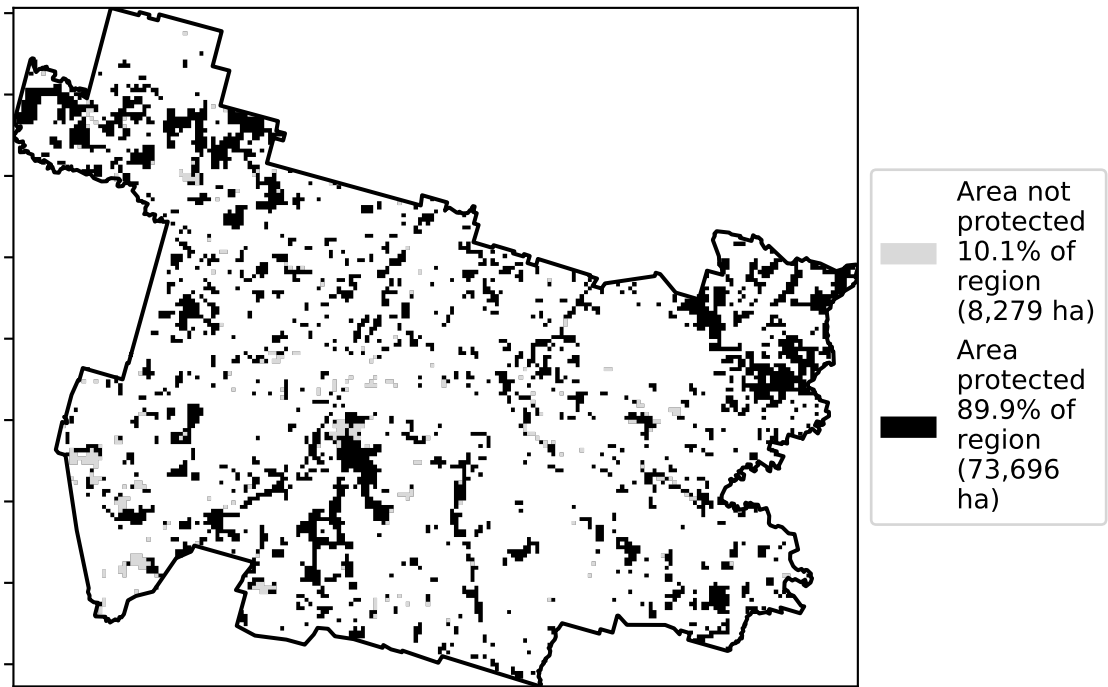 Area not
protected
10.1% of
region
(8,279 ha)
Area
protected
89.9% of
region
(73,696
ha)